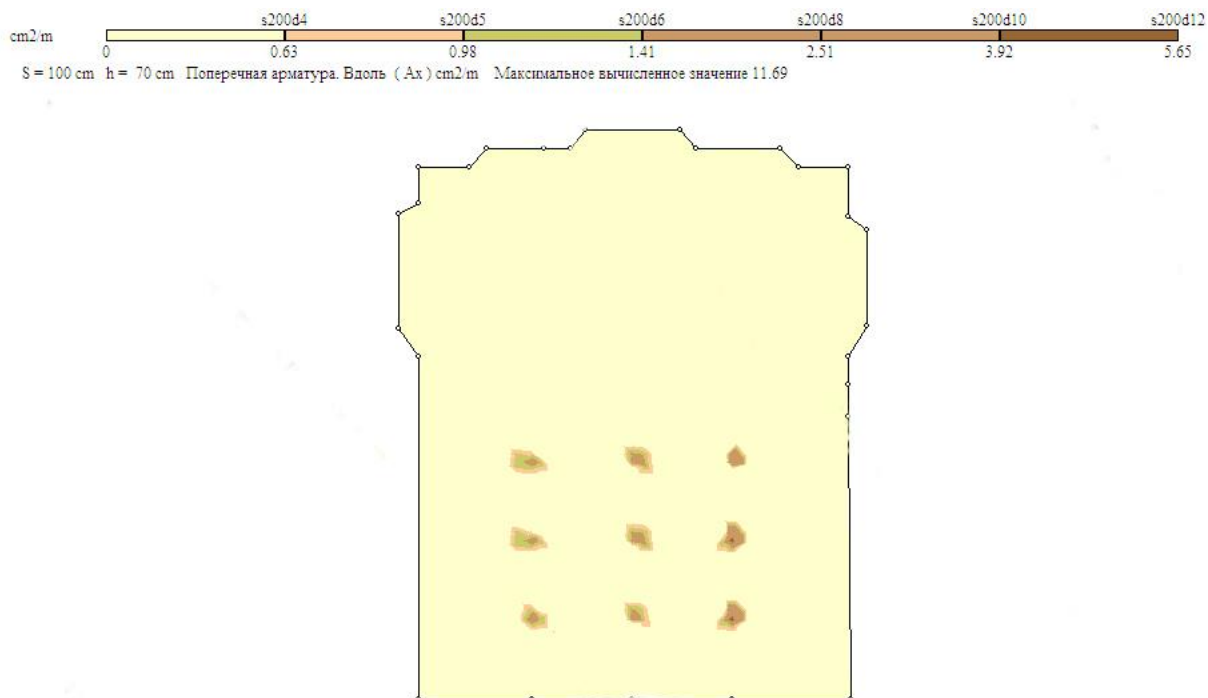 s200d4 s200d5 s200d6 s200d8 s200d10 s200d12
cm2/m
0 0.63 0.98 1.41 2.51 3.92 5.65
S = 100 cm h = 70 cm Поперечная арматура. Вдоль ( Ax ) cm2/m Максимальное вычисленное значение 11.69